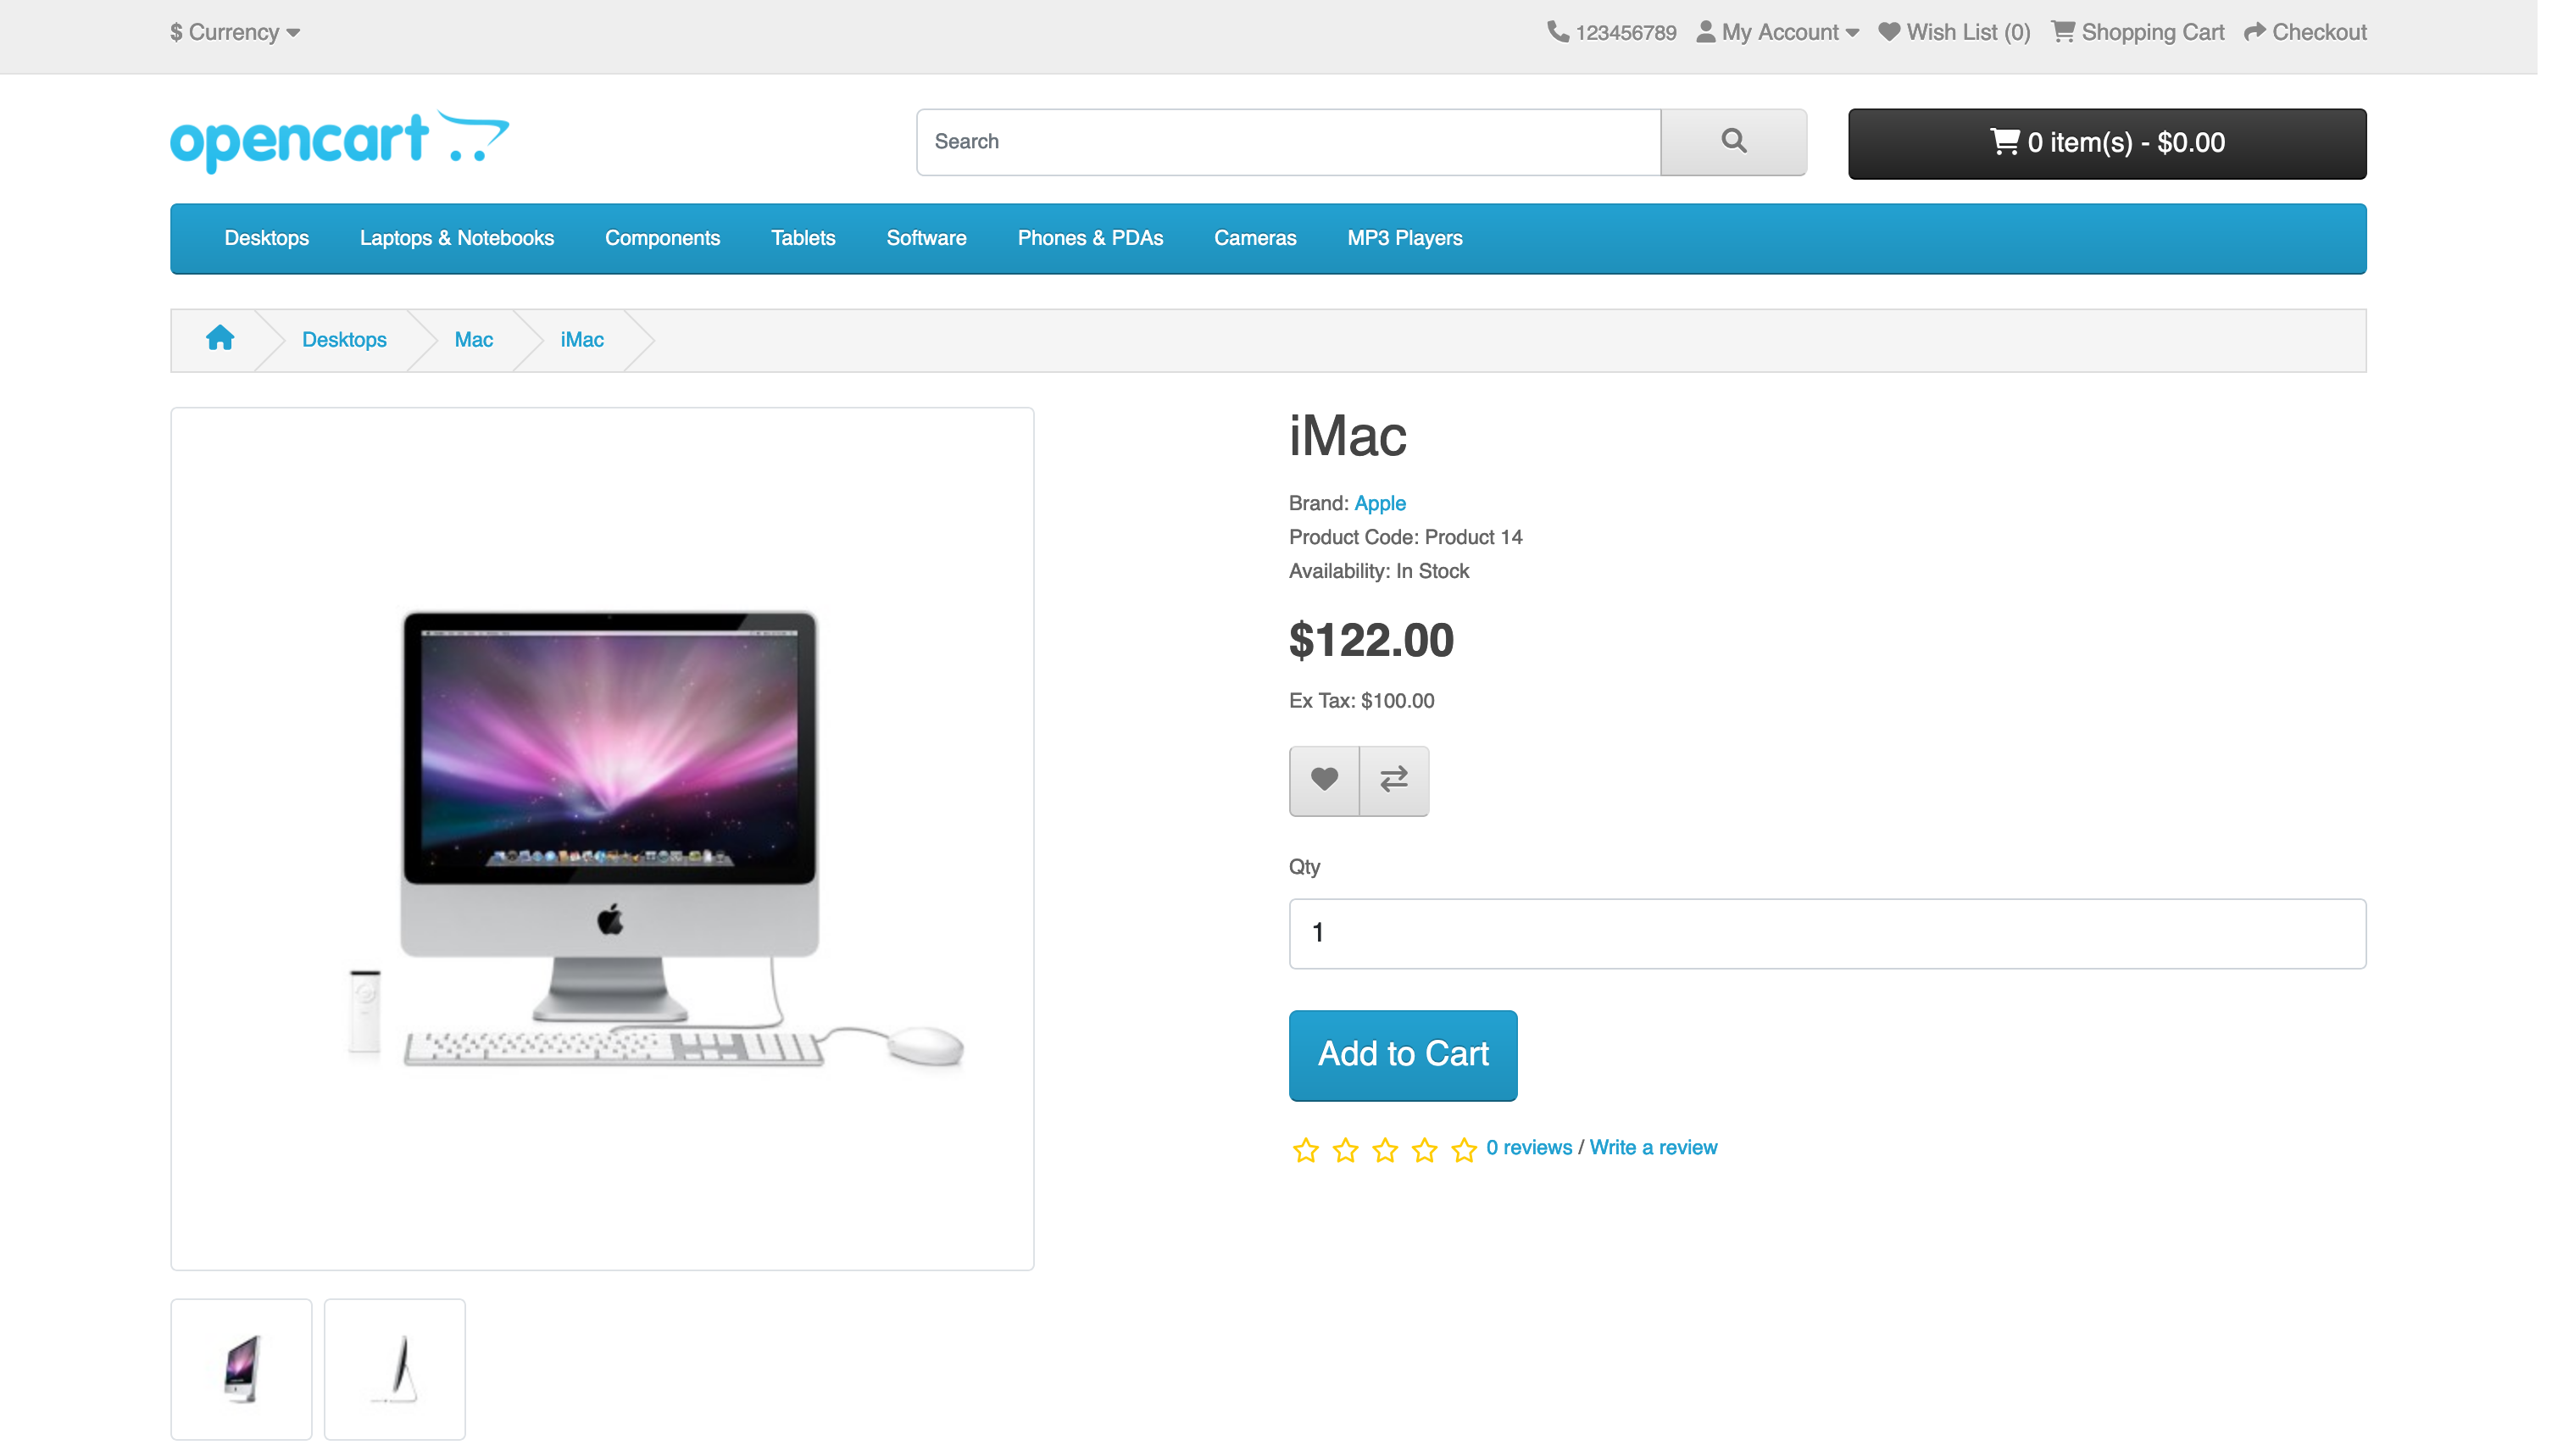 $ Currency
123456789 My Account Wish List (0) Shopping Cart Checkout
opencart
Search
0 item(s) - $0.00
Desktops Laptops & Notebooks Components Tablets Software Phones & PDAs Cameras MP3 Players
Desktops Mac iMac
iMac
Brand: Apple
Product Code: Product 14
Availability: In Stock
$122.00
Ex Tax: $100.00
Qty
1
Add to Cart
0 reviews / Write a review